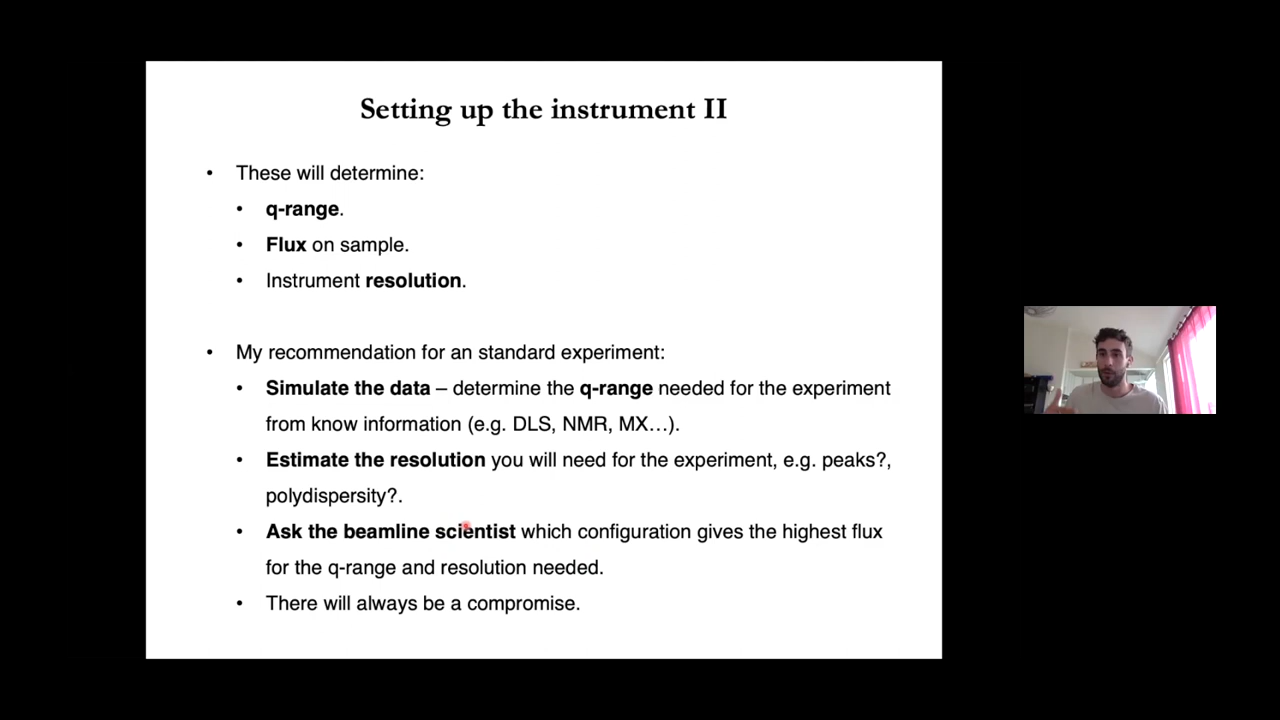 Setting up the instrument II
• These will determine:
• q-range.
• Flux on sample.
• Instrument resolution.
• My recommendation for an standard experiment:
• Simulate the data – determine the q-range needed for the experiment
from know information (e.g. DLS, NMR, MX…).
• Estimate the resolution you will need for the experiment, e.g. peaks?,
polydispersity?.
• Ask the beamline scientist which configuration gives the highest flux
for the q-range and resolution needed.
• There will always be a compromise.